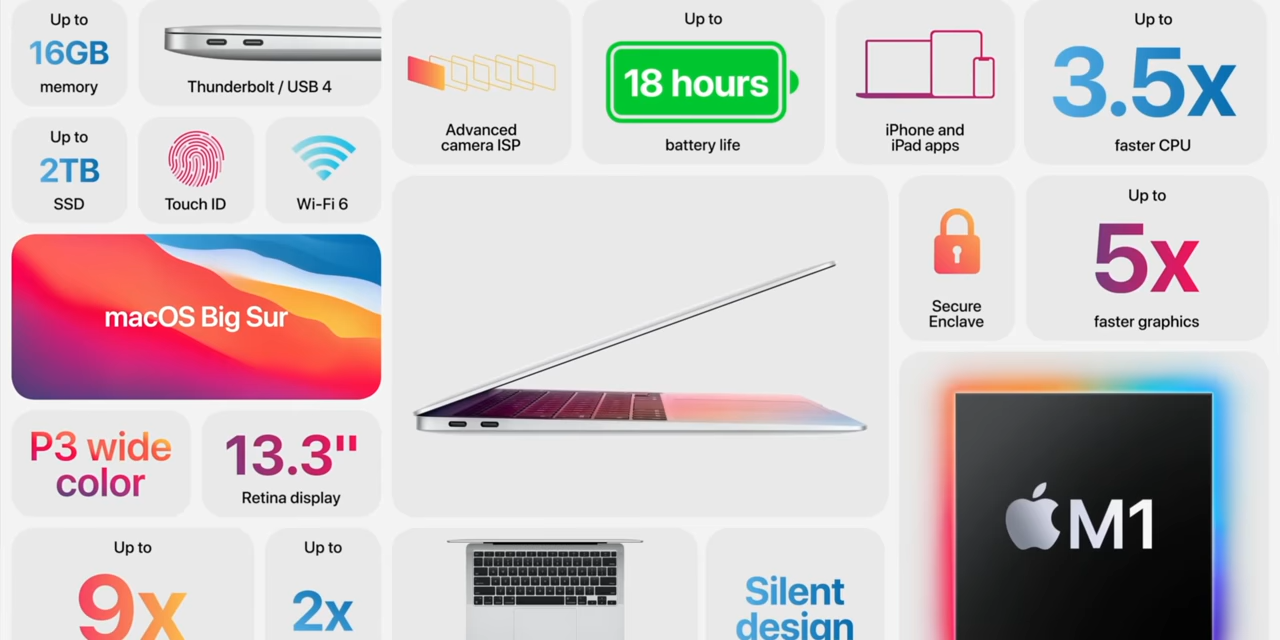 Up to
16GB
memory
Thunderbolt / USB 4
Up to
2TB
SSD
Touch ID
Wi-Fi 6
macOS Big Sur
P3 wide
color
13.3"
Retina display
Up to
9x
Up to
2x
Advanced
camera ISP
Up to
18 hours
battery life
iPhone and
iPad apps
Up to
3.5x
faster CPU
Secure
Enclave
Up to
5x
faster graphics
M1
Silent
design